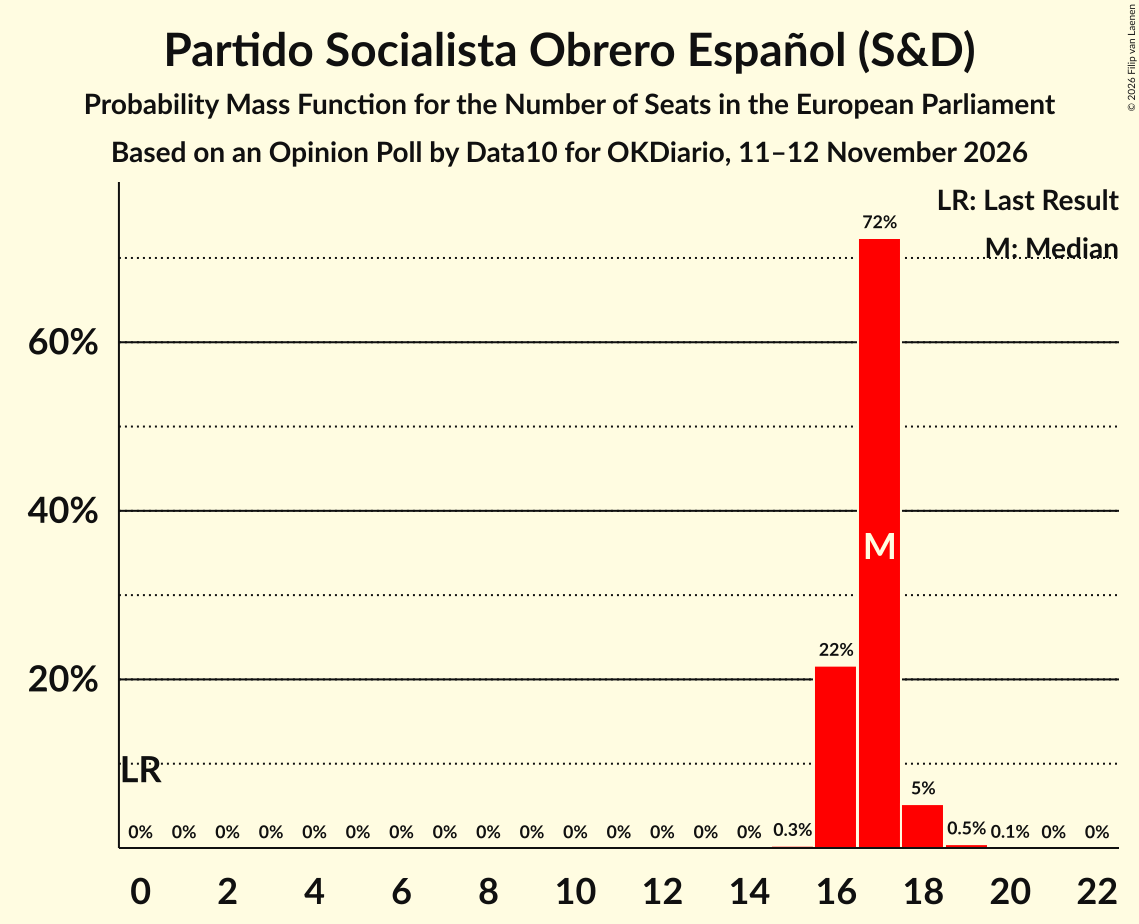 Partido Socialista Obrero Español (S&D)
Probability Mass Function for the Number of Seats in the European Parliament
Based on an Opinion Poll by Data10 for OKDiario, 11–12 November 2026
© 2026 Filip van Laenen
LR: Last Result
M: Median
72%
60%
40%
M
22%
20%
LR
5%
0% 0% 0% 0% 0% 0% 0% 0% 0% 0% 0% 0% 0% 0% 0% 0.3% 0.5% 0.1% 0% 0%
0 2 4 6 8 10 12 14 16 18 20 22